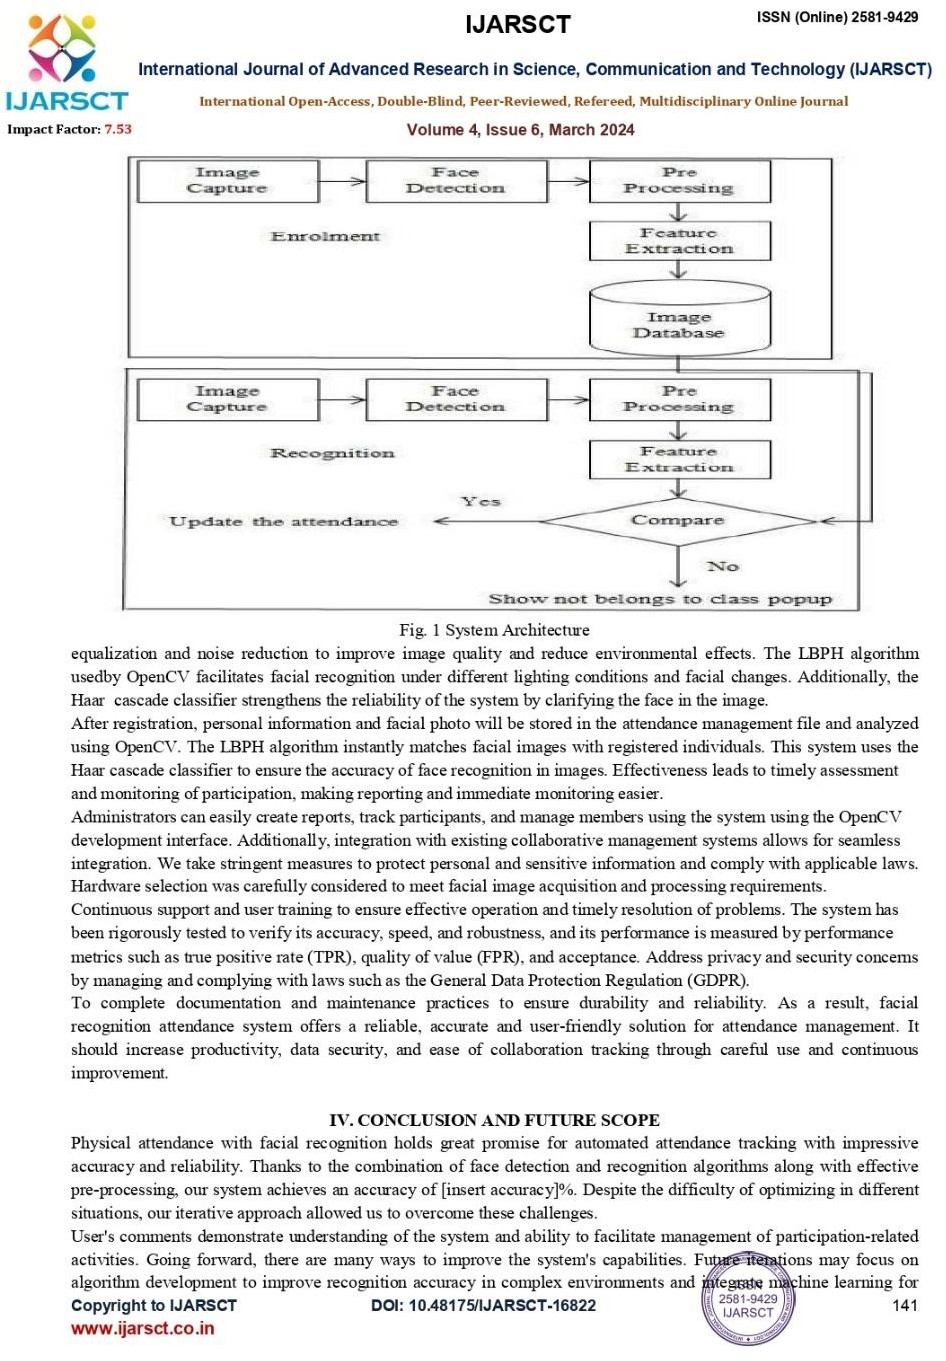 IJARSCT
ISSN (Online) 2581-9429
International Journal of Advanced Research in Science, Communication and Technology (IJARSCT)
IJARSCT
International Open-Access, Double-Blind, Peer-Reviewed, Refereed, Multidisciplinary Online Journal
Impact Factor: 7.53
Volume 4, Issue 6, March 2024
Image
Capture
Face
Detection
Pre
Processing
Enrolment
Feature
Extraction
Image
Database
Image
Capture
Face
Detection
Pre
Processing
Recognition
Feature
Extraction
Yes
Update the attendance
Compare
No
Show not belongs to class popup
Fig. 1 System Architecture
equalization and noise reduction to improve image quality and reduce environmental effects. The LBPH algorithm
usedby OpenCV facilitates facial recognition under different lighting conditions and facial changes. Additionally, the
Haar cascade classifier strengthens the reliability of the system by clarifying the face in the image.
After registration, personal information and facial photo will be stored in the attendance management file and analyzed
using OpenCV. The LBPH algorithm instantly matches facial images with registered individuals. This system uses the
Haar cascade classifier to ensure the accuracy of face recognition in images. Effectiveness leads to timely assessment
and monitoring of participation, making reporting and immediate monitoring easier.
Administrators can easily create reports, track participants, and manage members using the system using the OpenCV
development interface. Additionally, integration with existing collaborative management systems allows for seamless
integration. We take stringent measures to protect personal and sensitive information and comply with applicable laws.
Hardware selection was carefully considered to meet facial image acquisition and processing requirements.
Continuous support and user training to ensure effective operation and timely resolution of problems. The system has
been rigorously tested to verify its accuracy, speed, and robustness, and its performance is measured by performance
metrics such as true positive rate (TPR), quality of value (FPR), and acceptance. Address privacy and security concerns
by managing and complying with laws such as the General Data Protection Regulation (GDPR).
To complete documentation and maintenance practices to ensure durability and reliability. As a result, facial
recognition attendance system offers a reliable, accurate and user-friendly solution for attendance management. It
should increase productivity, data security, and ease of collaboration tracking through careful use and continuous
improvement.
IV. CONCLUSION AND FUTURE SCOPE
Physical attendance with facial recognition holds great promise for automated attendance tracking with impressive
accuracy and reliability. Thanks to the combination of face detection and recognition algorithms along with effective
pre-processing, our system achieves an accuracy of [insert accuracy]%. Despite the difficulty of optimizing in different
situations, our iterative approach allowed us to overcome these challenges.
User's comments demonstrate understanding of the system and ability to facilitate management of participation-related
activities. Going forward, there are many ways to improve the system's capabilities. Future iterations may focus on
algorithm development to improve recognition accuracy in complex environments and integrate machine learning for
ISSN
2581-9429
IJARSCT
Copyright to IJARSCT
DOI: 10.48175/IJARSCT-16822
141
www.ijarsct.co.in